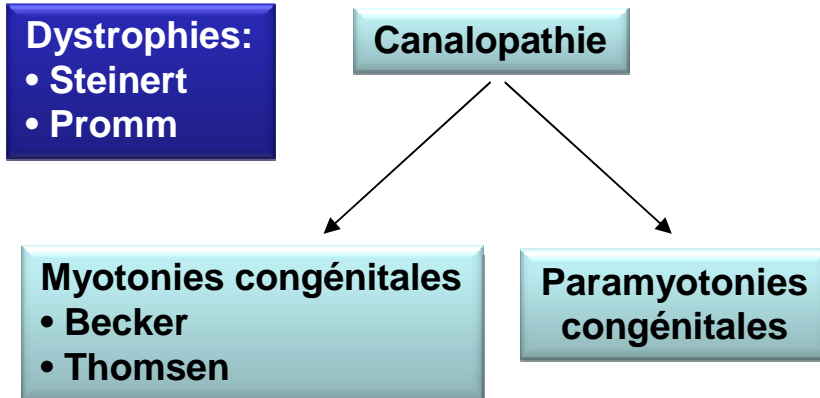 Dystrophies:
• Steinert
• Promm
Canalopathie
Myotonies congénitales
• Becker
• Thomsen
Paramyotonies
congénitales